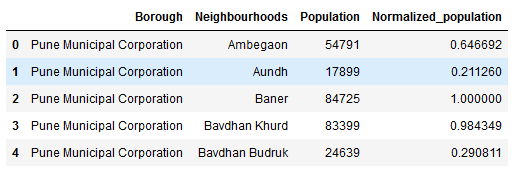 Borough Neighbourhoods Population Normalized_population
0 Pune Municipal Corporation Ambegaon 54791 0.646692
1 Pune Municipal Corporation Aundh 17899 0.211260
2 Pune Municipal Corporation Baner 84725 1.000000
3 Pune Municipal Corporation Bavdhan Khurd 83399 0.984349
4 Pune Municipal Corporation Bavdhan Budruk 24639 0.290811